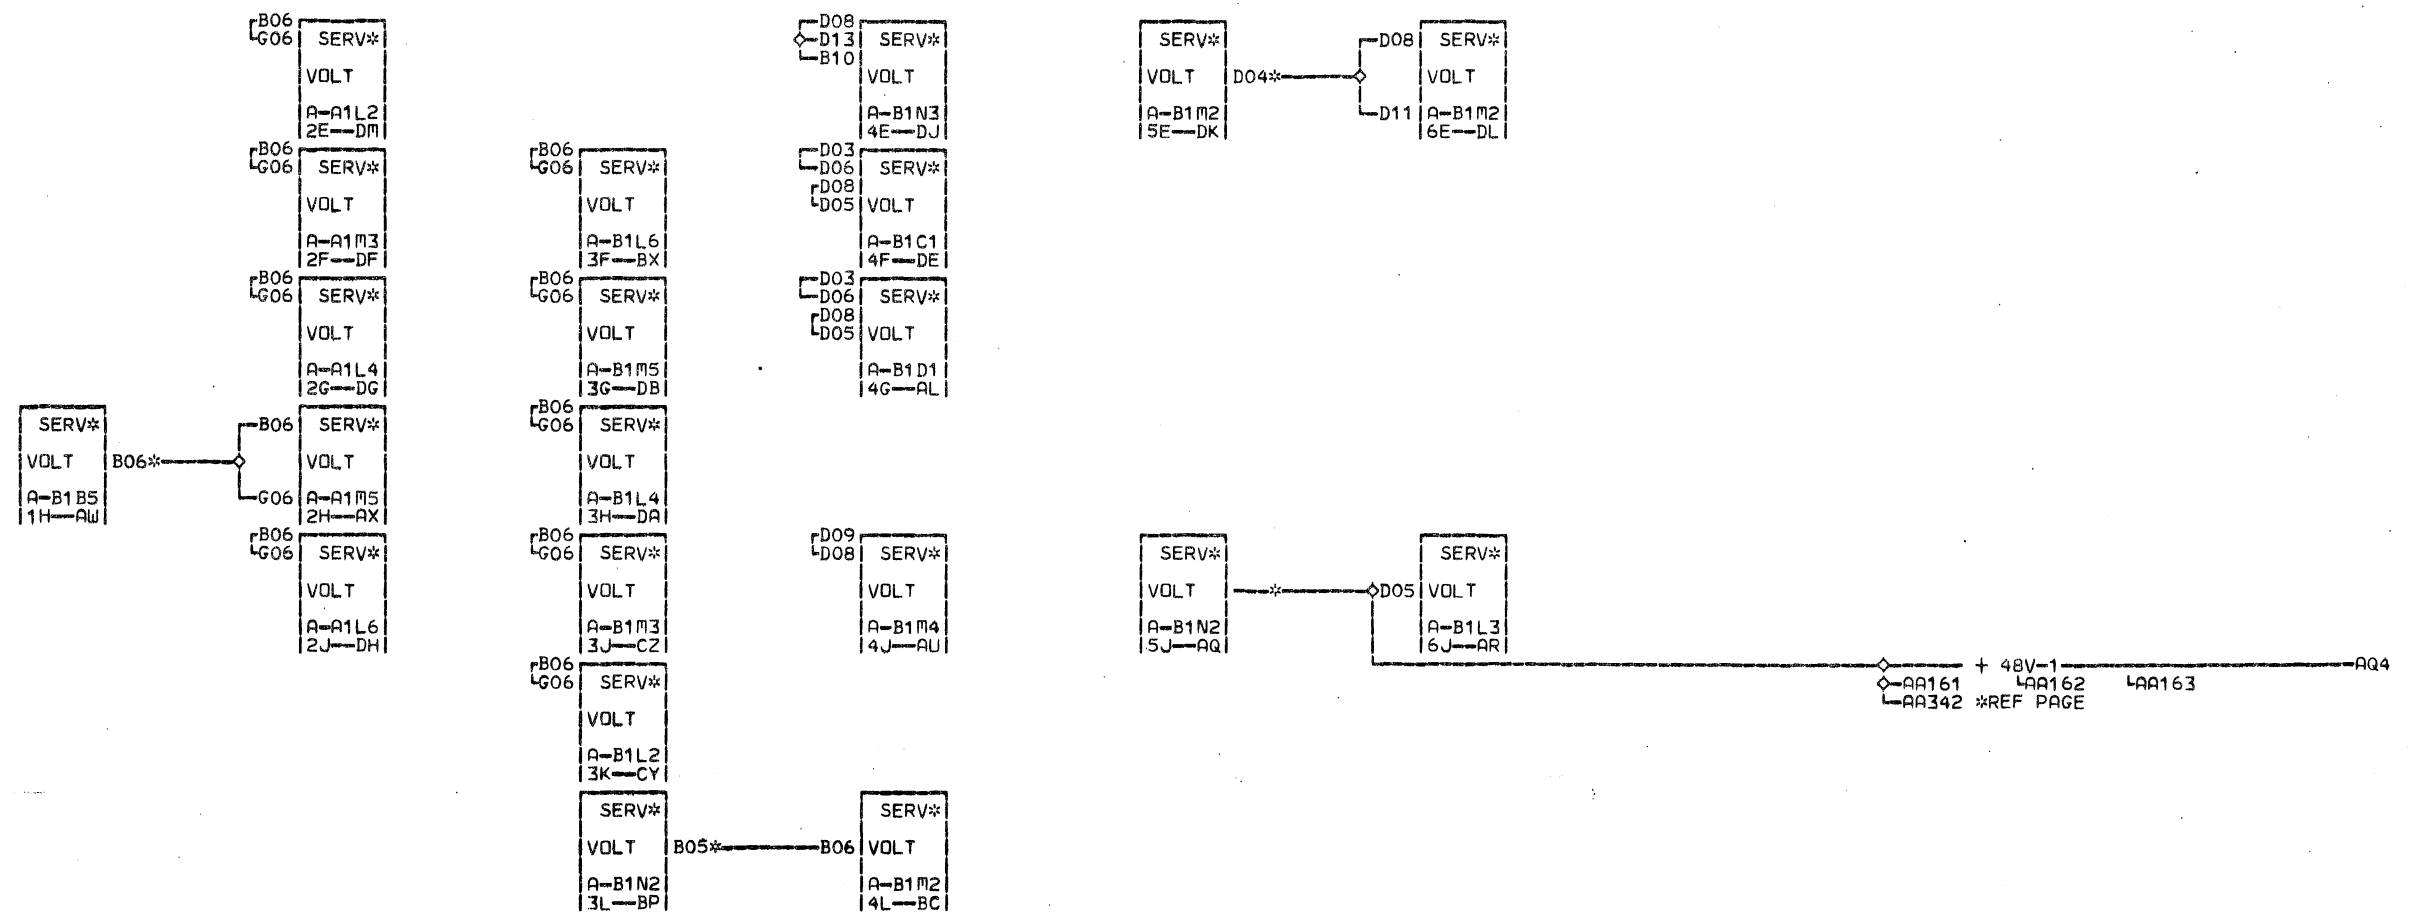 B06 D08
G06 SERV* D13 SERV* SERV* D08 SERV*
B10
VOLT VOLT VOLT D04* VOLT
A-A1L2 A-B1N3 A-B1M2 D11 A-B1M2
2E--DM 4E--DJ 5E--DK 6E--DL
B06 B06 D03
G06 SERV* G06 SERV* D06 SERV*
D08
VOLT VOLT D05 VOLT
A-A1M3 A-B1L6 A-B1C1
2F--DF 3F--BX 4F--DE
B06 B06 D03
G06 SERV* G06 SERV* D06 SERV*
D08
VOLT VOLT D05 VOLT
A-A1L4 A-B1M5 A-B1D1
2G--DG 3G--DB 4G--AL
B06
SERV* B06 SERV* G06 SERV*
VOLT B06* VOLT VOLT
A-B1B5 G06 A-A1M5 A-B1L4
1H--AW 2H--AX 3H--DA
B06 B06 D09
G06 SERV* G06 SERV* D08 SERV* SERV* SERV*
VOLT VOLT VOLT VOLT * D05 VOLT
A-A1L6 A-B1M3 A-B1M4 A-B1N2 A-B1L3
2J--DH 3J--CZ 4J--AU 5J--AQ 6J--AR
B06 + 48V-1 AQ4
G06 SERV* AA161 AA162 AA163
AA342 *REF PAGE
VOLT
A-B1L2
3K--CY
SERV* SERV*
VOLT B05* B06 VOLT
A-B1N2 A-B1M2
3L--BP 4L--BC